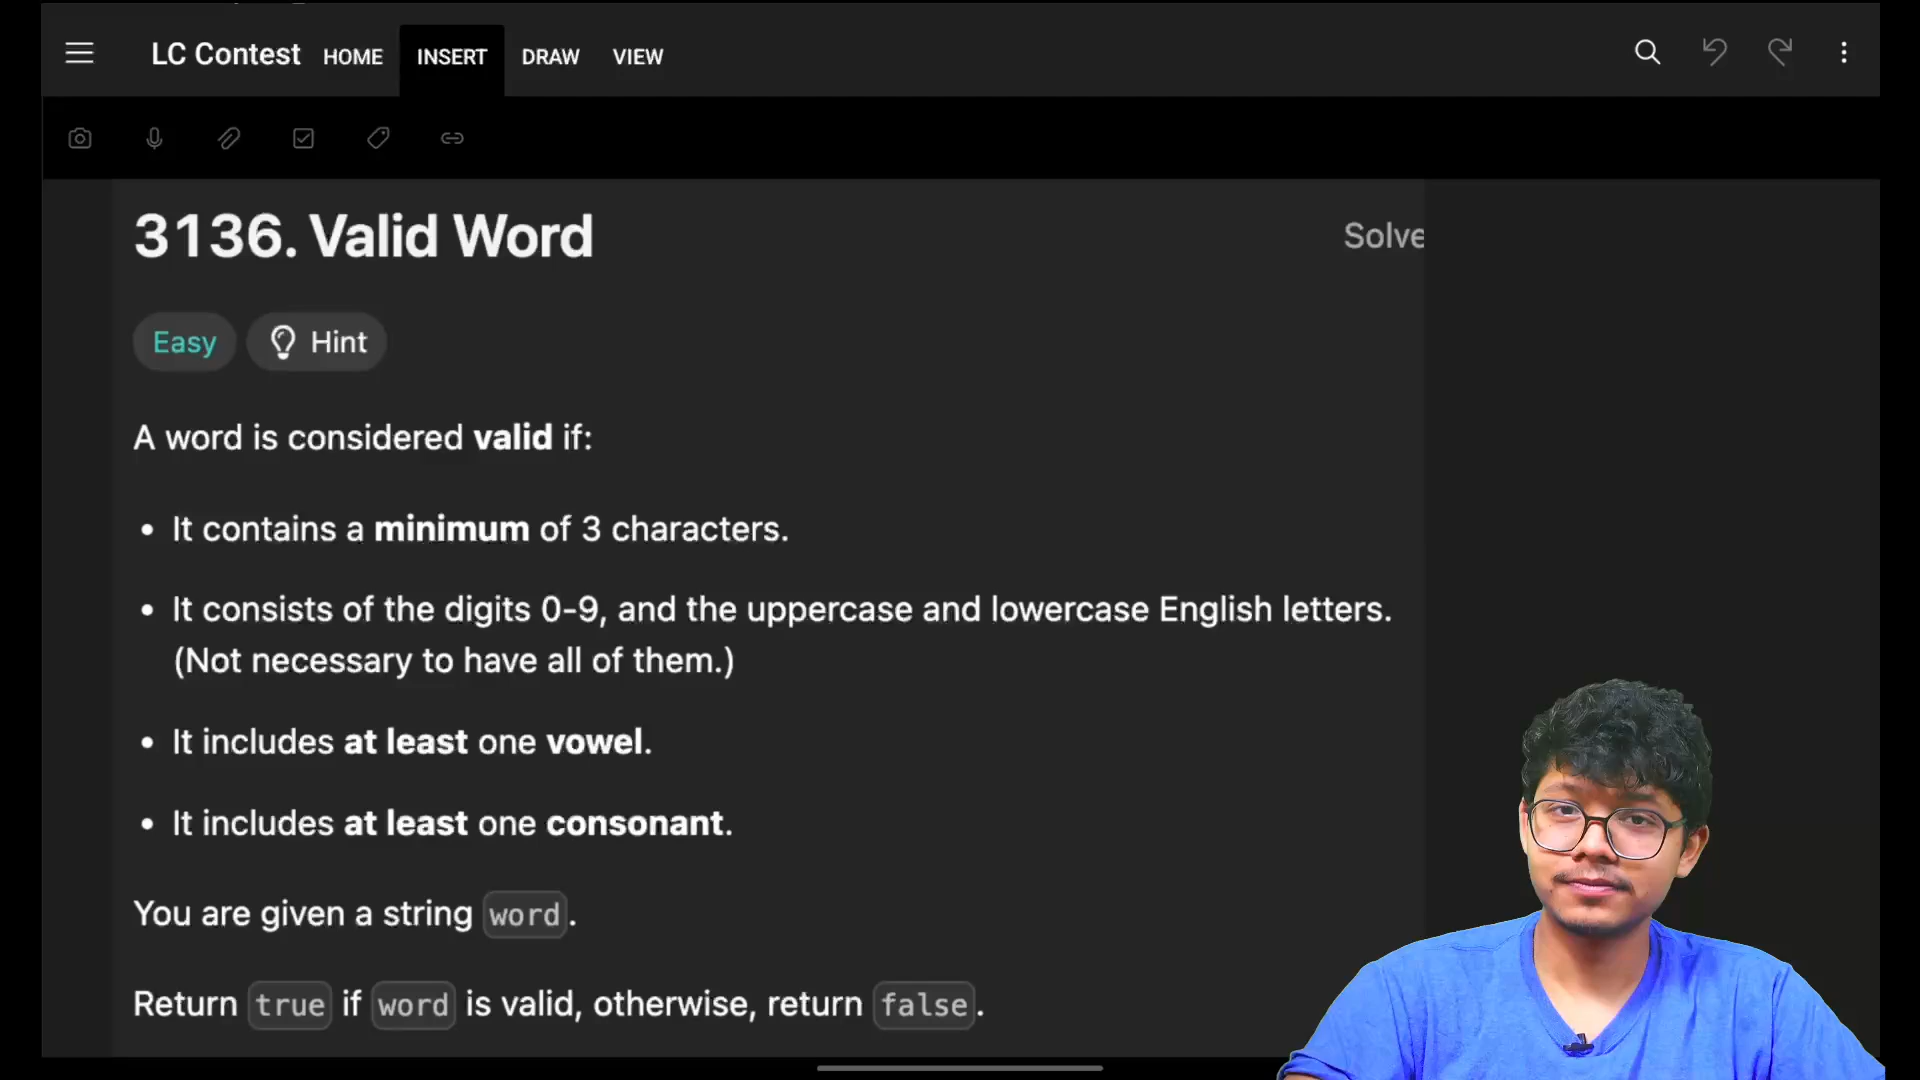 LC Contest HOME INSERT DRAW VIEW
3136. Valid Word
Solve
Easy Hint
A word is considered valid if:
• It contains a minimum of 3 characters.
• It consists of the digits 0-9, and the uppercase and lowercase English letters.
(Not necessary to have all of them.)
• It includes at least one vowel.
• It includes at least one consonant.
You are given a string word.
Return true if word is valid, otherwise, return false.